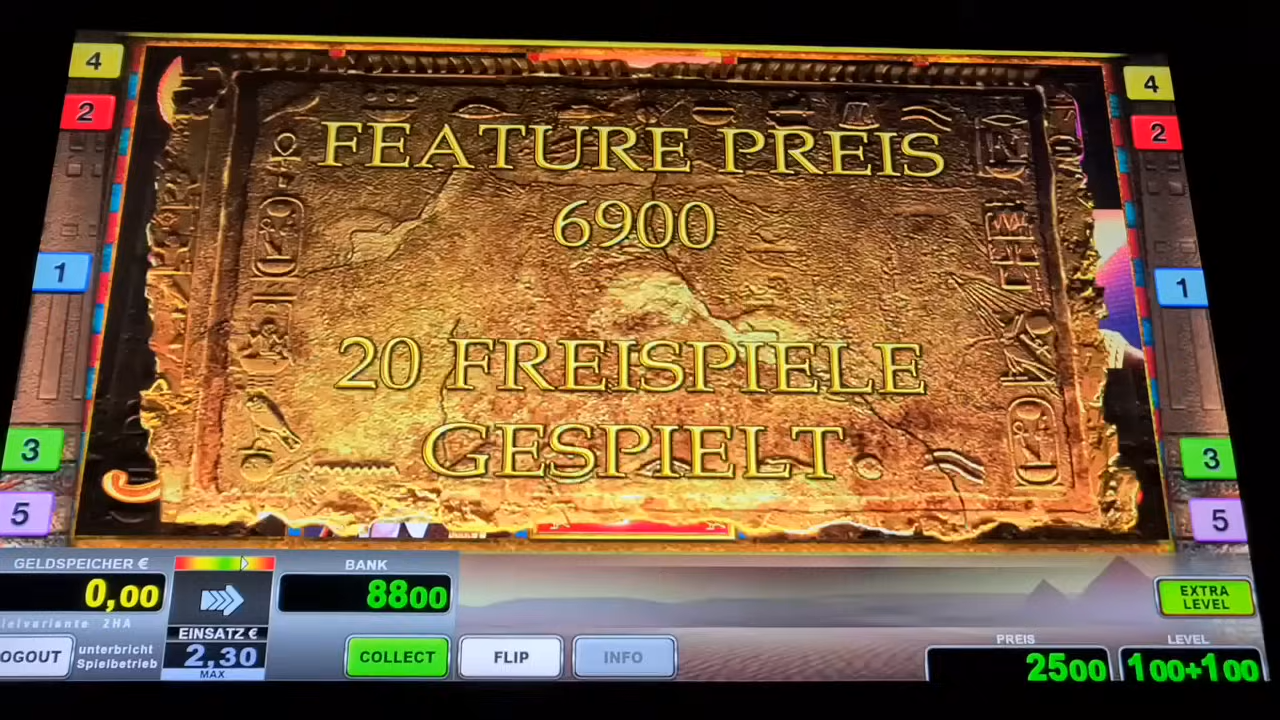 4
4
2
2
FEATURE PREIS
6900
1
1
20 FREISPIELE
GESPIELT
3
3
5
5
GELDSPEICHER €
BANK
0,00
8800
EINSATZ €
2,30
MAX
2HA
unterbricht
Spielbetrieb
COLLECT
FLIP
INFO
EXTRA
LEVEL
PREIS
LEVEL
2500
100+100